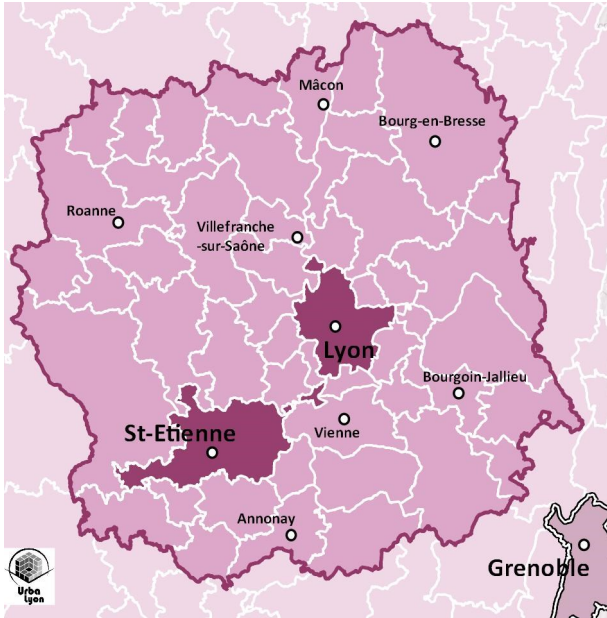 Mâcon
Bourg-en-Bresse
Roanne
Villefranche
-sur-Saône
Lyon
Bourgoin-Jallieu
St-Etienne
Vienne
Annonay
Grenoble
Urba
Lyon